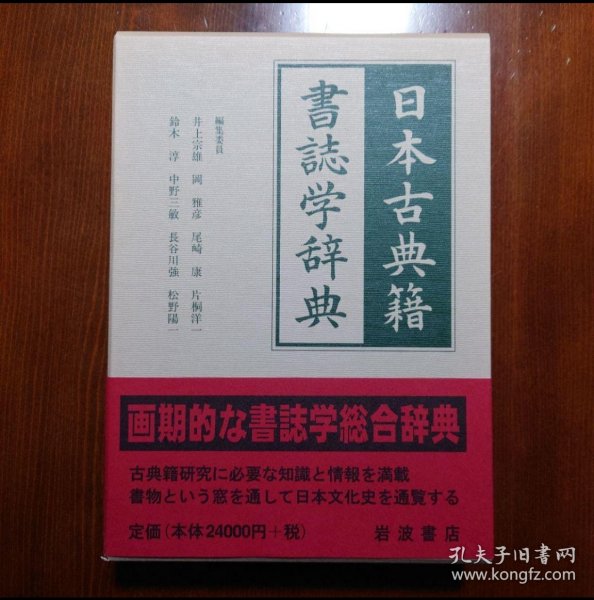 日本古典籍
書誌学辞典
編集委員
井上宗雄 岡 雅彦 尾崎 康 片桐洋一
鈴木 淳 中野三敏 長谷川強 松野陽一
画期的な書誌学総合辞典
古典籍研究に必要な知識と情報を満載
書物という窓を通して日本文化史を通覧する
定価(本体24000円+税) 岩波書店
孔夫子旧书网
www.kongfz.com